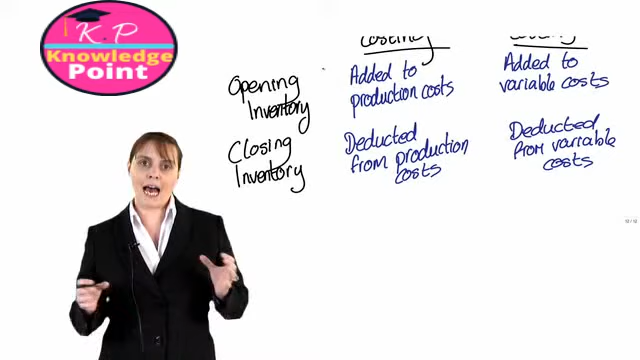 K.P
Knowledge
Point
costing
Opening
Inventory
Added to
production costs
Added to
variable costs
Closing
Inventory
Deducted
from production
costs
Deducted
from variable
costs